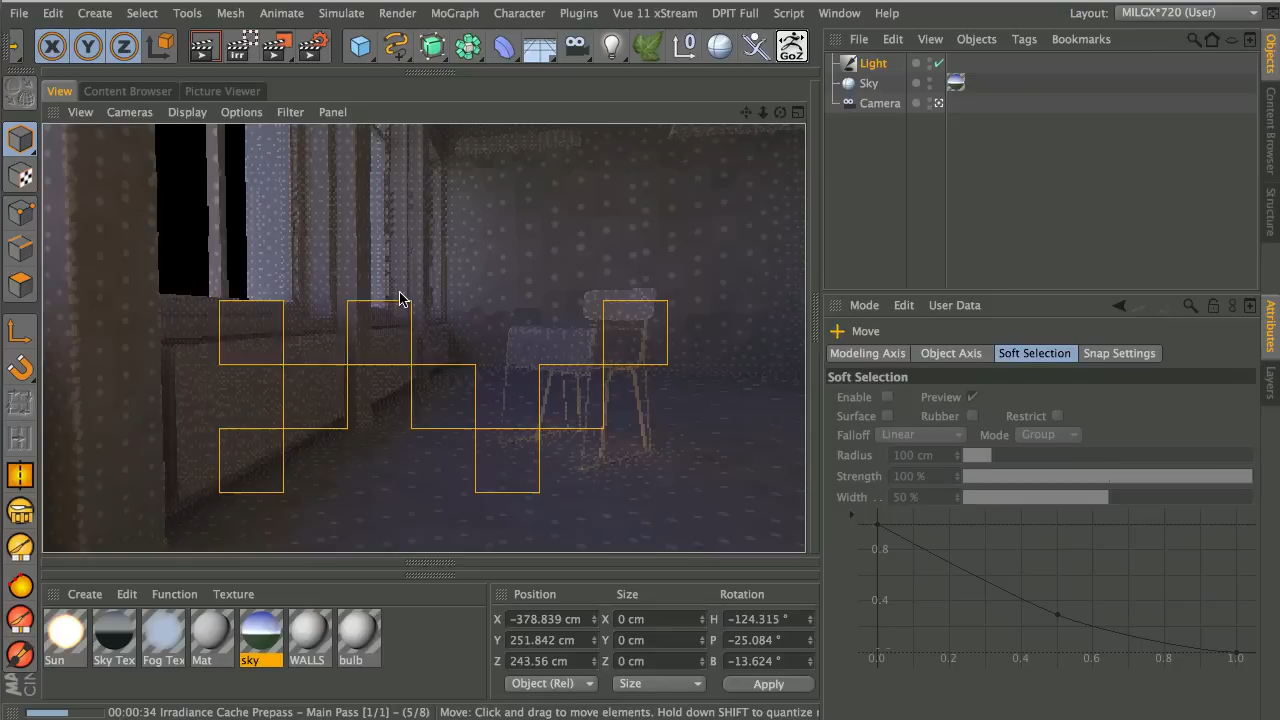 File Edit Create Select Tools Mesh Animate Simulate Render MoGraph Character Plugins Vue 11 xStream DPIT Full Script Window Help Layout: MILGX*720 (User)
X Y Z GoZ
File Edit View Objects Tags Bookmarks
Light
Sky
Camera
Objects
Content Browser
Structure
View Content Browser Picture Viewer
View Cameras Display Options Filter Panel
Mode Edit User Data
Move
Modeling Axis Object Axis Soft Selection Snap Settings
Soft Selection
Enable Preview
Surface Rubber Restrict
Falloff Linear Mode Group
Radius 100 cm
Strength 100 %
Width . . 50 %
0.8
0.4
0.0 0.2 0.4 0.6 0.8 1.0
Attributes
Layers
Create Edit Function Texture
Sun Sky Tex Fog Tex Mat sky WALLS bulb
Position Size Rotation
X -378.839 cm X 0 cm H -124.315 °
Y 251.842 cm Y 0 cm P -25.084 °
Z 243.56 cm Z 0 cm B -13.624 °
Object (Rel) Size Apply
00:00:34 Irradiance Cache Prepass - Main Pass [1/1] - (5/8) Move: Click and drag to move elements. Hold down SHIFT to quantize